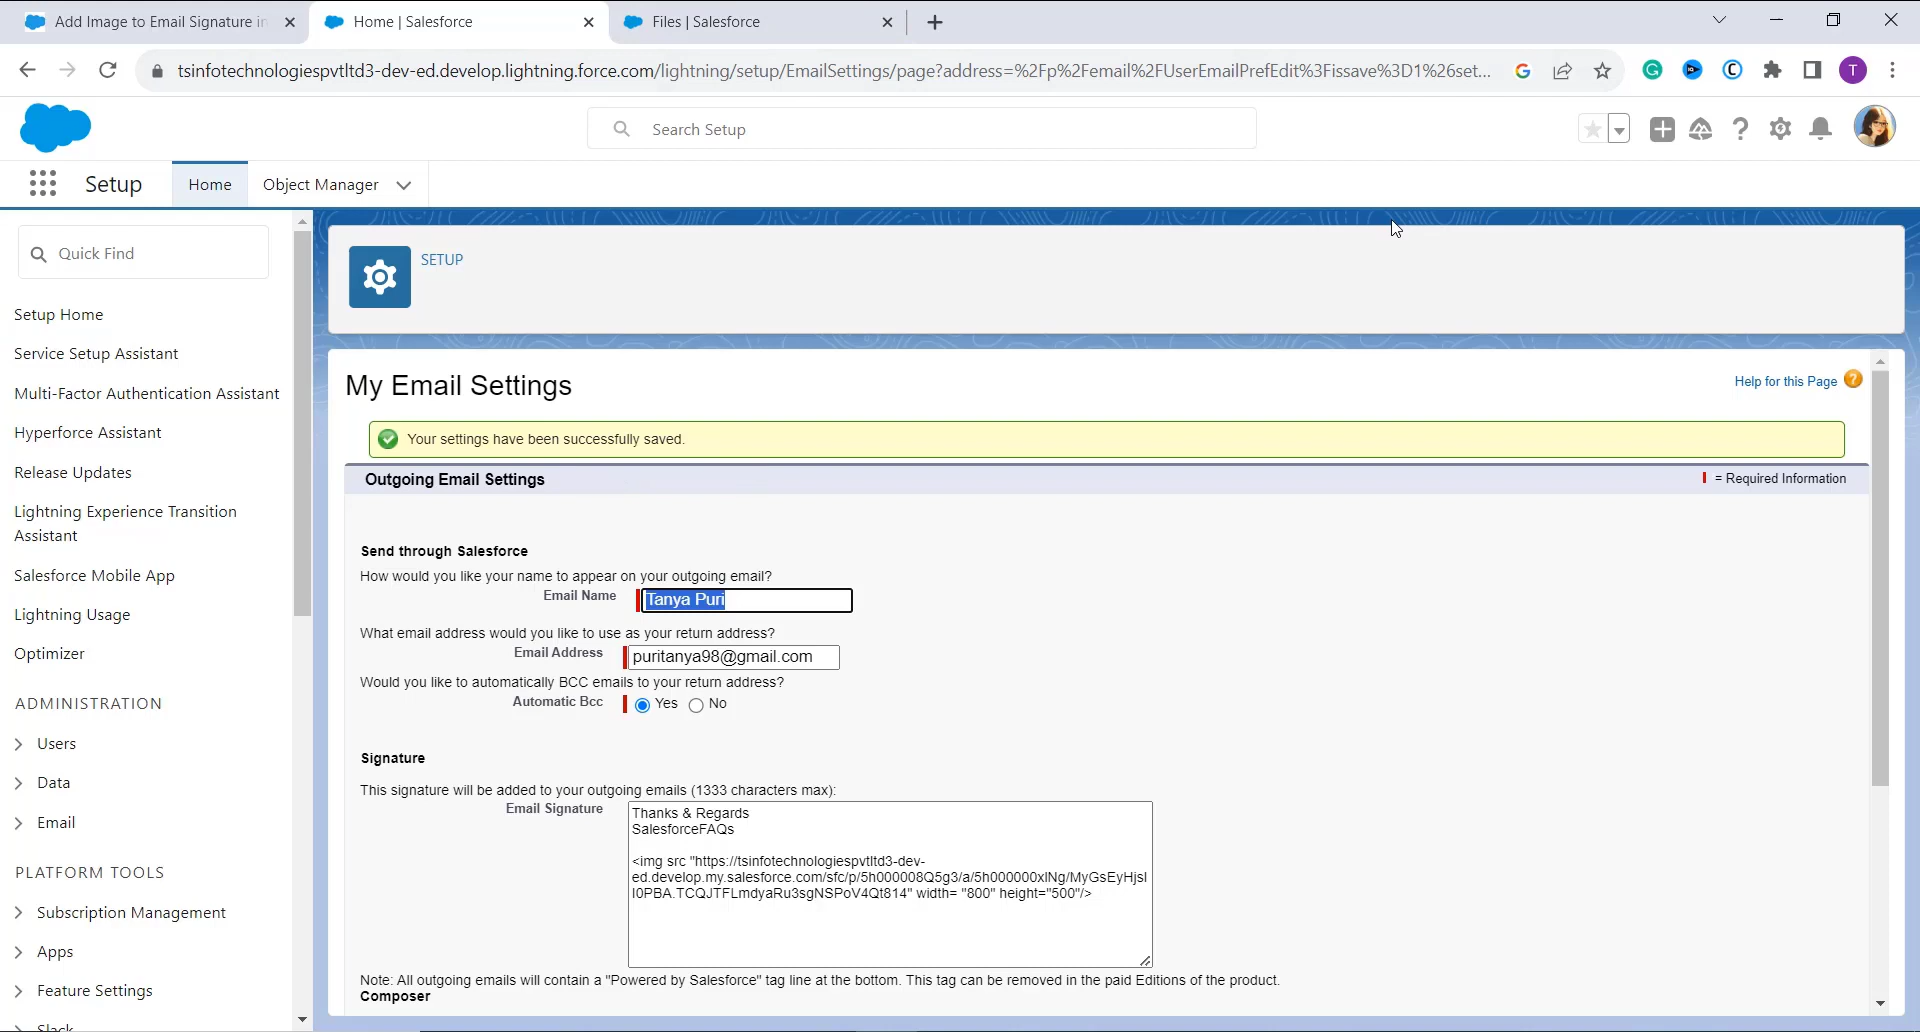 Add Image to Email Signature in
Home | Salesforce
Files | Salesforce
tsinfotechnologiespvtltd3-dev-ed.develop.lightning.force.com/lightning/setup/EmailSettings/page?address=%2Fp%2Femail%2FUserEmailPrefEdit%3Fissave%3D1%26set...
T
Search Setup
Setup
Home
Object Manager
Quick Find
Setup Home
Service Setup Assistant
Multi-Factor Authentication Assistant
Hyperforce Assistant
Release Updates
Lightning Experience Transition
Assistant
Salesforce Mobile App
Lightning Usage
Optimizer
ADMINISTRATION
Users
Data
Email
PLATFORM TOOLS
Subscription Management
Apps
Feature Settings
Slack
SETUP
My Email Settings
Help for this Page ?
Your settings have been successfully saved.
Outgoing Email Settings
= Required Information
Send through Salesforce
How would you like your name to appear on your outgoing email?
Email Name Tanya Puri
What email address would you like to use as your return address?
Email Address puritanya98@gmail.com
Would you like to automatically BCC emails to your return address?
Automatic Bcc Yes No
Signature
This signature will be added to your outgoing emails (1333 characters max):
Email Signature
Thanks & Regards
SalesforceFAQs
<img src "https://tsinfotechnologiespvtltd3-dev-
ed.develop.my.salesforce.com/sfc/p/5h000008Q5g3/a/5h000000xlNg/MyGsEyHjsI
I0PBA.TCQJTFLmdyaRu3sgNSPoV4Qt814" width= "800" height="500"/>
Note: All outgoing emails will contain a "Powered by Salesforce" tag line at the bottom. This tag can be removed in the paid Editions of the product.
Composer